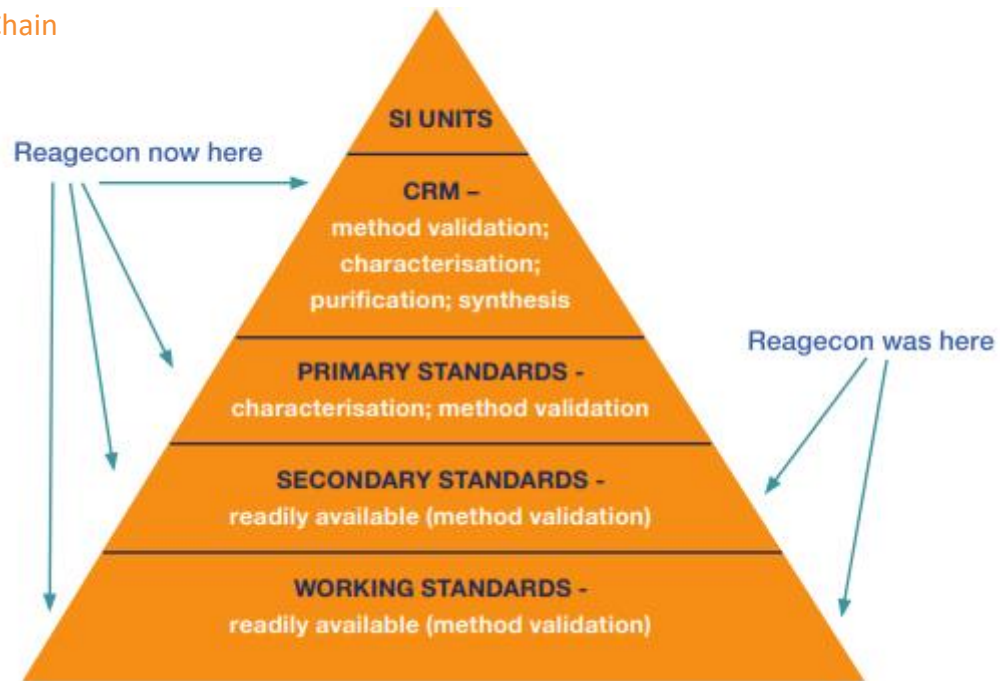 Chain
SI UNITS
Reagecon now here
CRM –
method validation;
characterisation;
purification; synthesis
Reagecon was here
PRIMARY STANDARDS -
characterisation; method validation
SECONDARY STANDARDS -
readily available (method validation)
WORKING STANDARDS -
readily available (method validation)